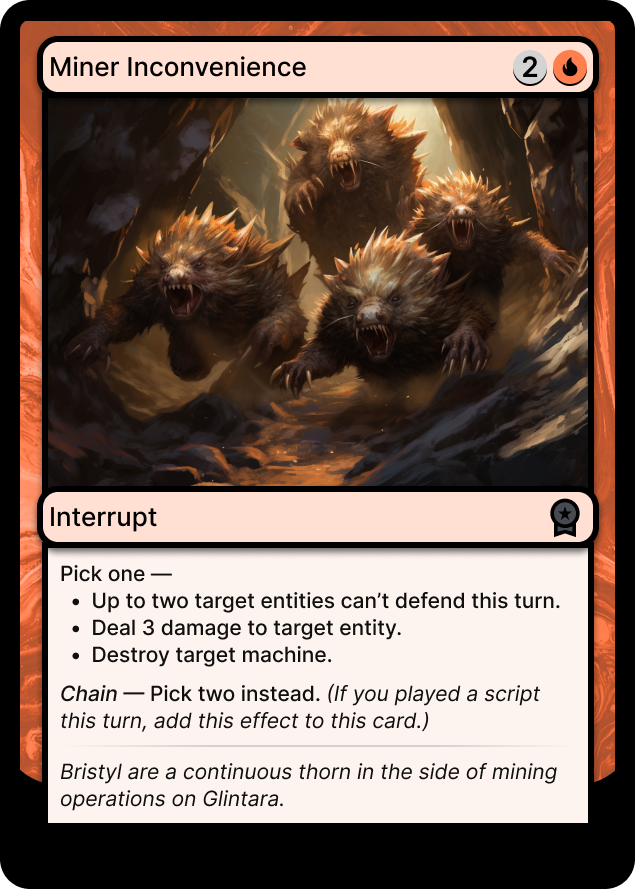 Miner Inconvenience
2
Interrupt
Pick one —
• Up to two target entities can’t defend this turn.
• Deal 3 damage to target entity.
• Destroy target machine.
Chain — Pick two instead. (If you played a script
this turn, add this effect to this card.)
Bristyl are a continuous thorn in the side of mining
operations on Glintara.